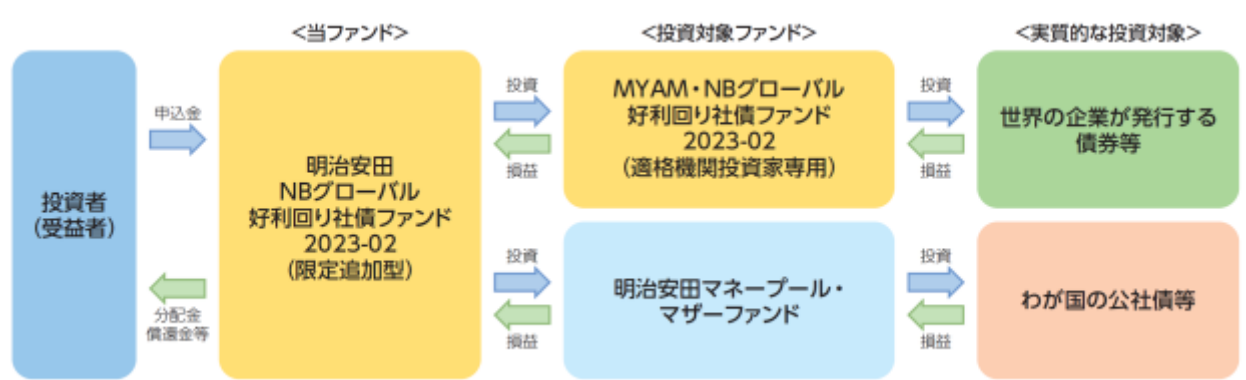 <当ファンド>
<投資対象ファンド>
<実質的な投資対象>
投資者
(受益者)
申込金
分配金
償還金等
明治安田
NBグローバル
好利回り社債ファンド
2023-02
(限定追加型)
投資
損益
投資
損益
MYAM・NBグローバル
好利回り社債ファンド
2023-02
(適格機関投資家専用)
明治安田マネープール・
マザーファンド
投資
損益
投資
損益
世界の企業が発行する
債券等
わが国の公社債等